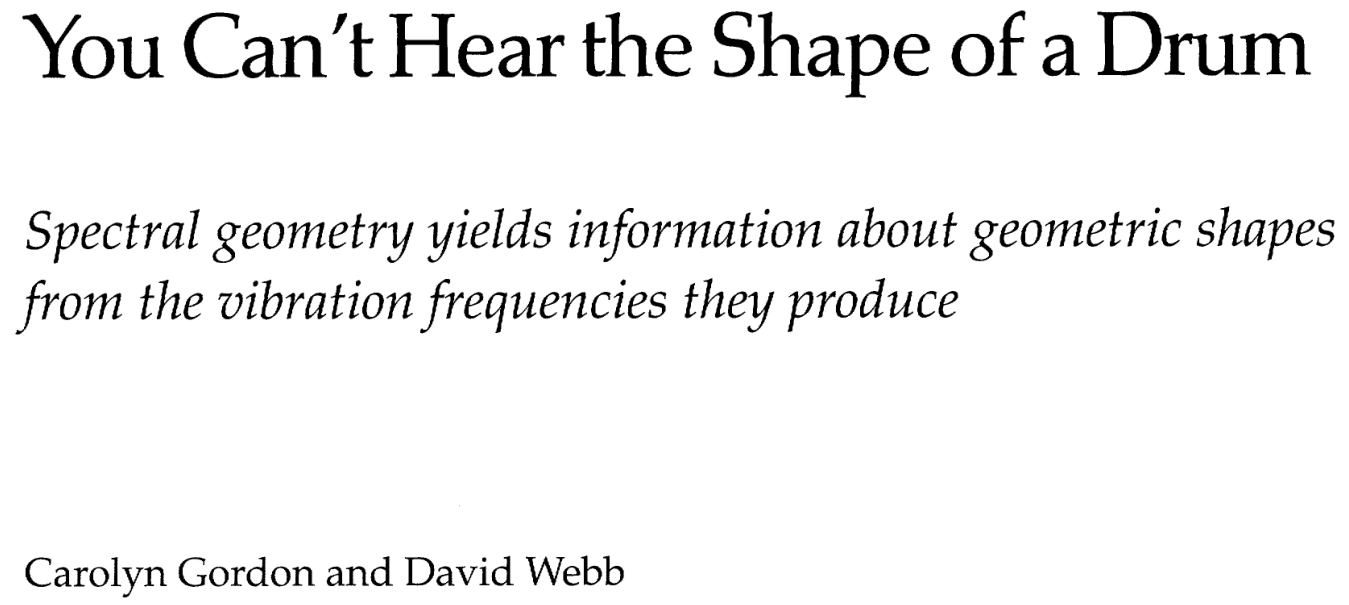 You Can't Hear the Shape of a Drum
Spectral geometry yields information about geometric shapes
from the vibration frequencies they produce
Carolyn Gordon and David Webb